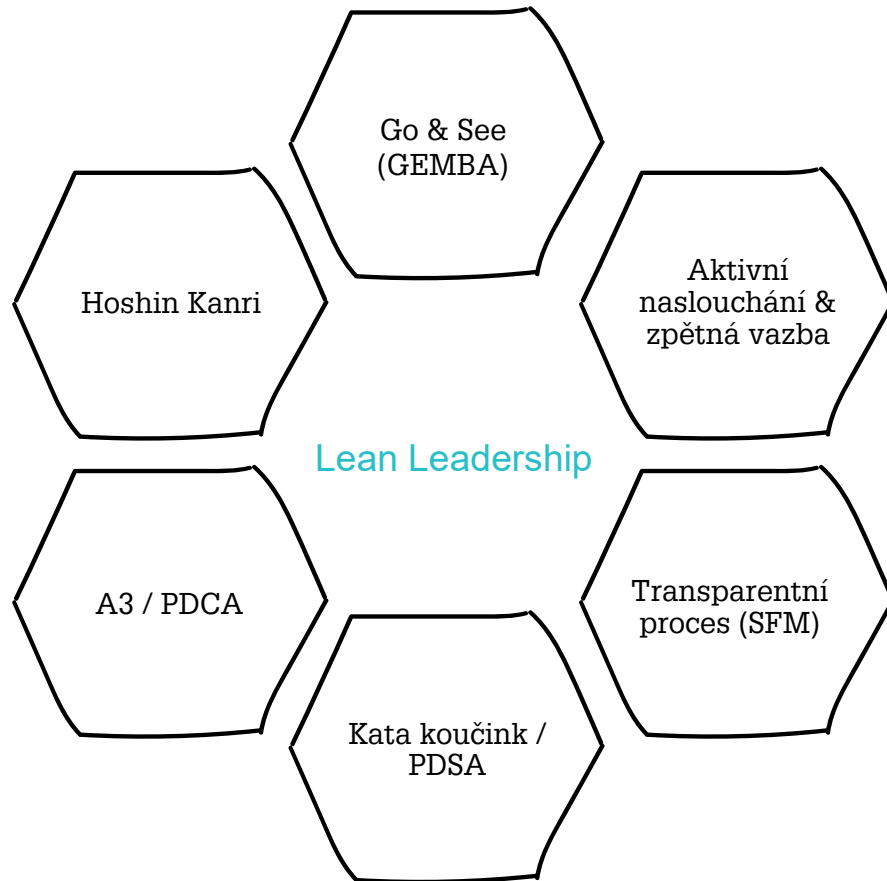 Go & See
(GEMBA)
Hoshin Kanri
Aktivní
naslouchání &
zpětná vazba
Lean Leadership
A3 / PDCA
Transparentní
proces (SFM)
Kata koučink /
PDSA